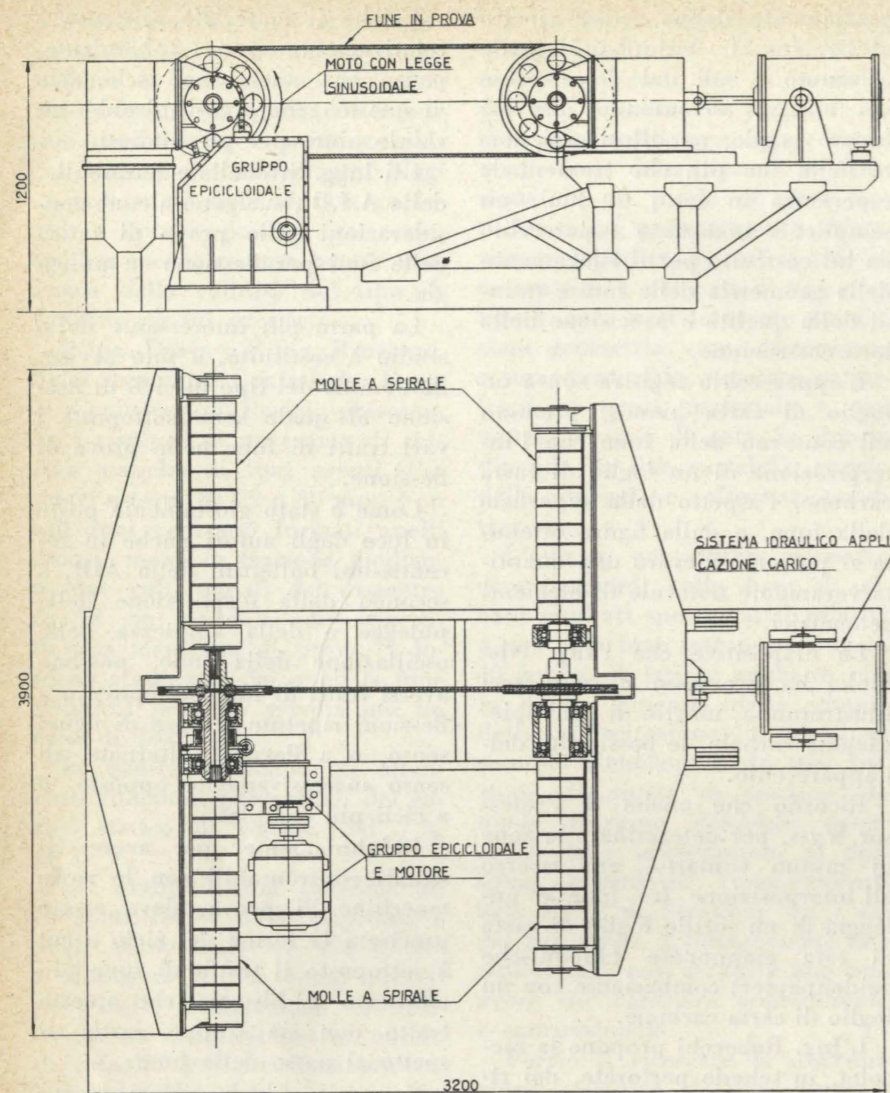 FUNE IN PROVA
MOTO CON LEGGE
SINUSOIDALE
GRUPPO
EPICICLOIDALE
1200
MOLLE A SPIRALE
SISTEMA IDRAULICO APPLI
CAZIONE CARICO
3900
GRUPPO EPICICLOIDALE
E MOTORE
MOLLE A SPIRALE
3200